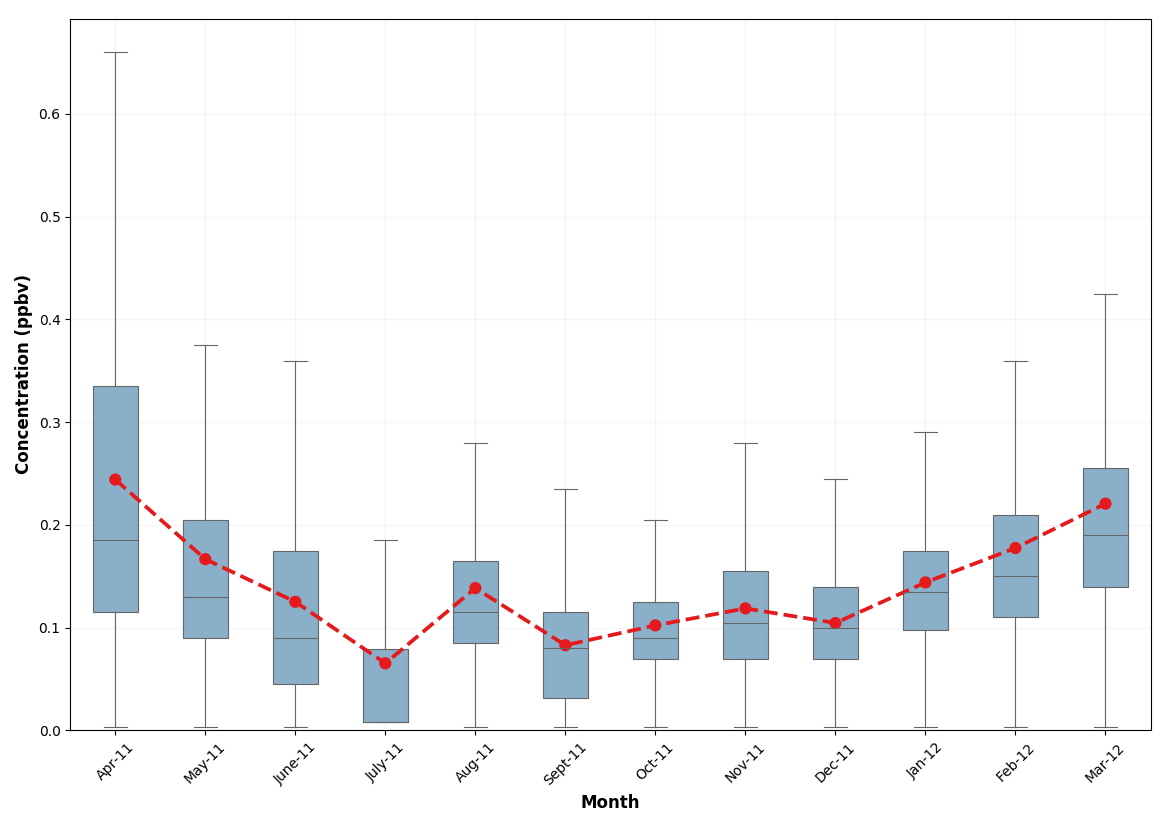 0.6
0.5
0.4
0.3
0.2
0.1
0.0
Concentration (ppbv)
Apr-11
May-11
June-11
July-11
Aug-11
Sept-11
Oct-11
Nov-11
Dec-11
Jan-12
Feb-12
Mar-12
Month